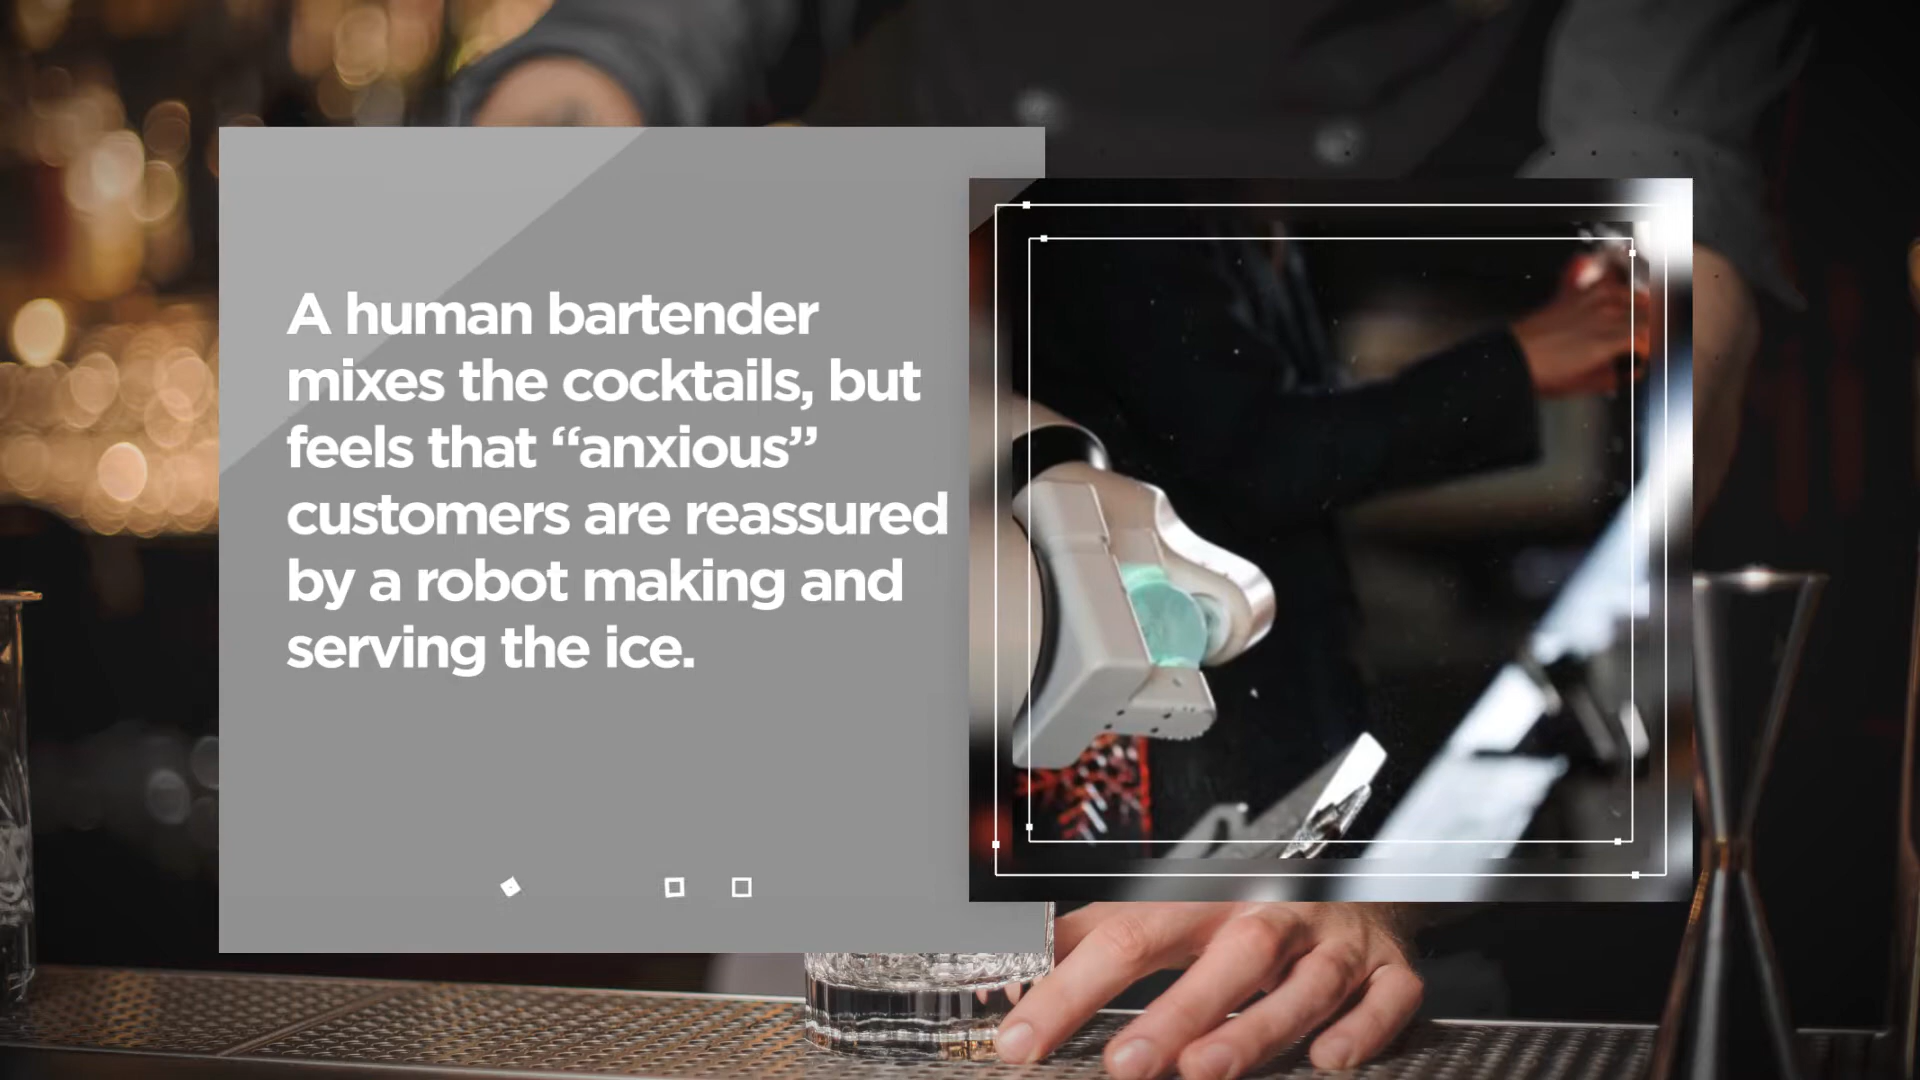 A human bartender
mixes the cocktails, but
feels that “anxious”
customers are reassured
by a robot making and
serving the ice.